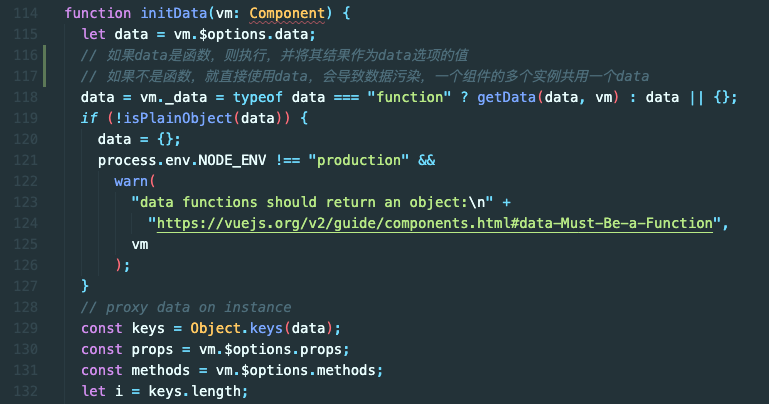 114 function initData(vm: Component) {
115 let data = vm.$options.data;
116 // 如果data是函数，则执行，并将其结果作为data选项的值
117 // 如果不是函数，就直接使用data，会导致数据污染，一个组件的多个实例共用一个data
118 data = vm._data = typeof data === "function" ? getData(data, vm) : data || {};
119 if (!isPlainObject(data)) {
120 data = {};
121 process.env.NODE_ENV !== "production" &&
122 warn(
123 "data functions should return an object:\n" +
124 "https://vuejs.org/v2/guide/components.html#data-Must-Be-a-Function",
125 vm
126 );
127 }
128 // proxy data on instance
129 const keys = Object.keys(data);
130 const props = vm.$options.props;
131 const methods = vm.$options.methods;
132 let i = keys.length;